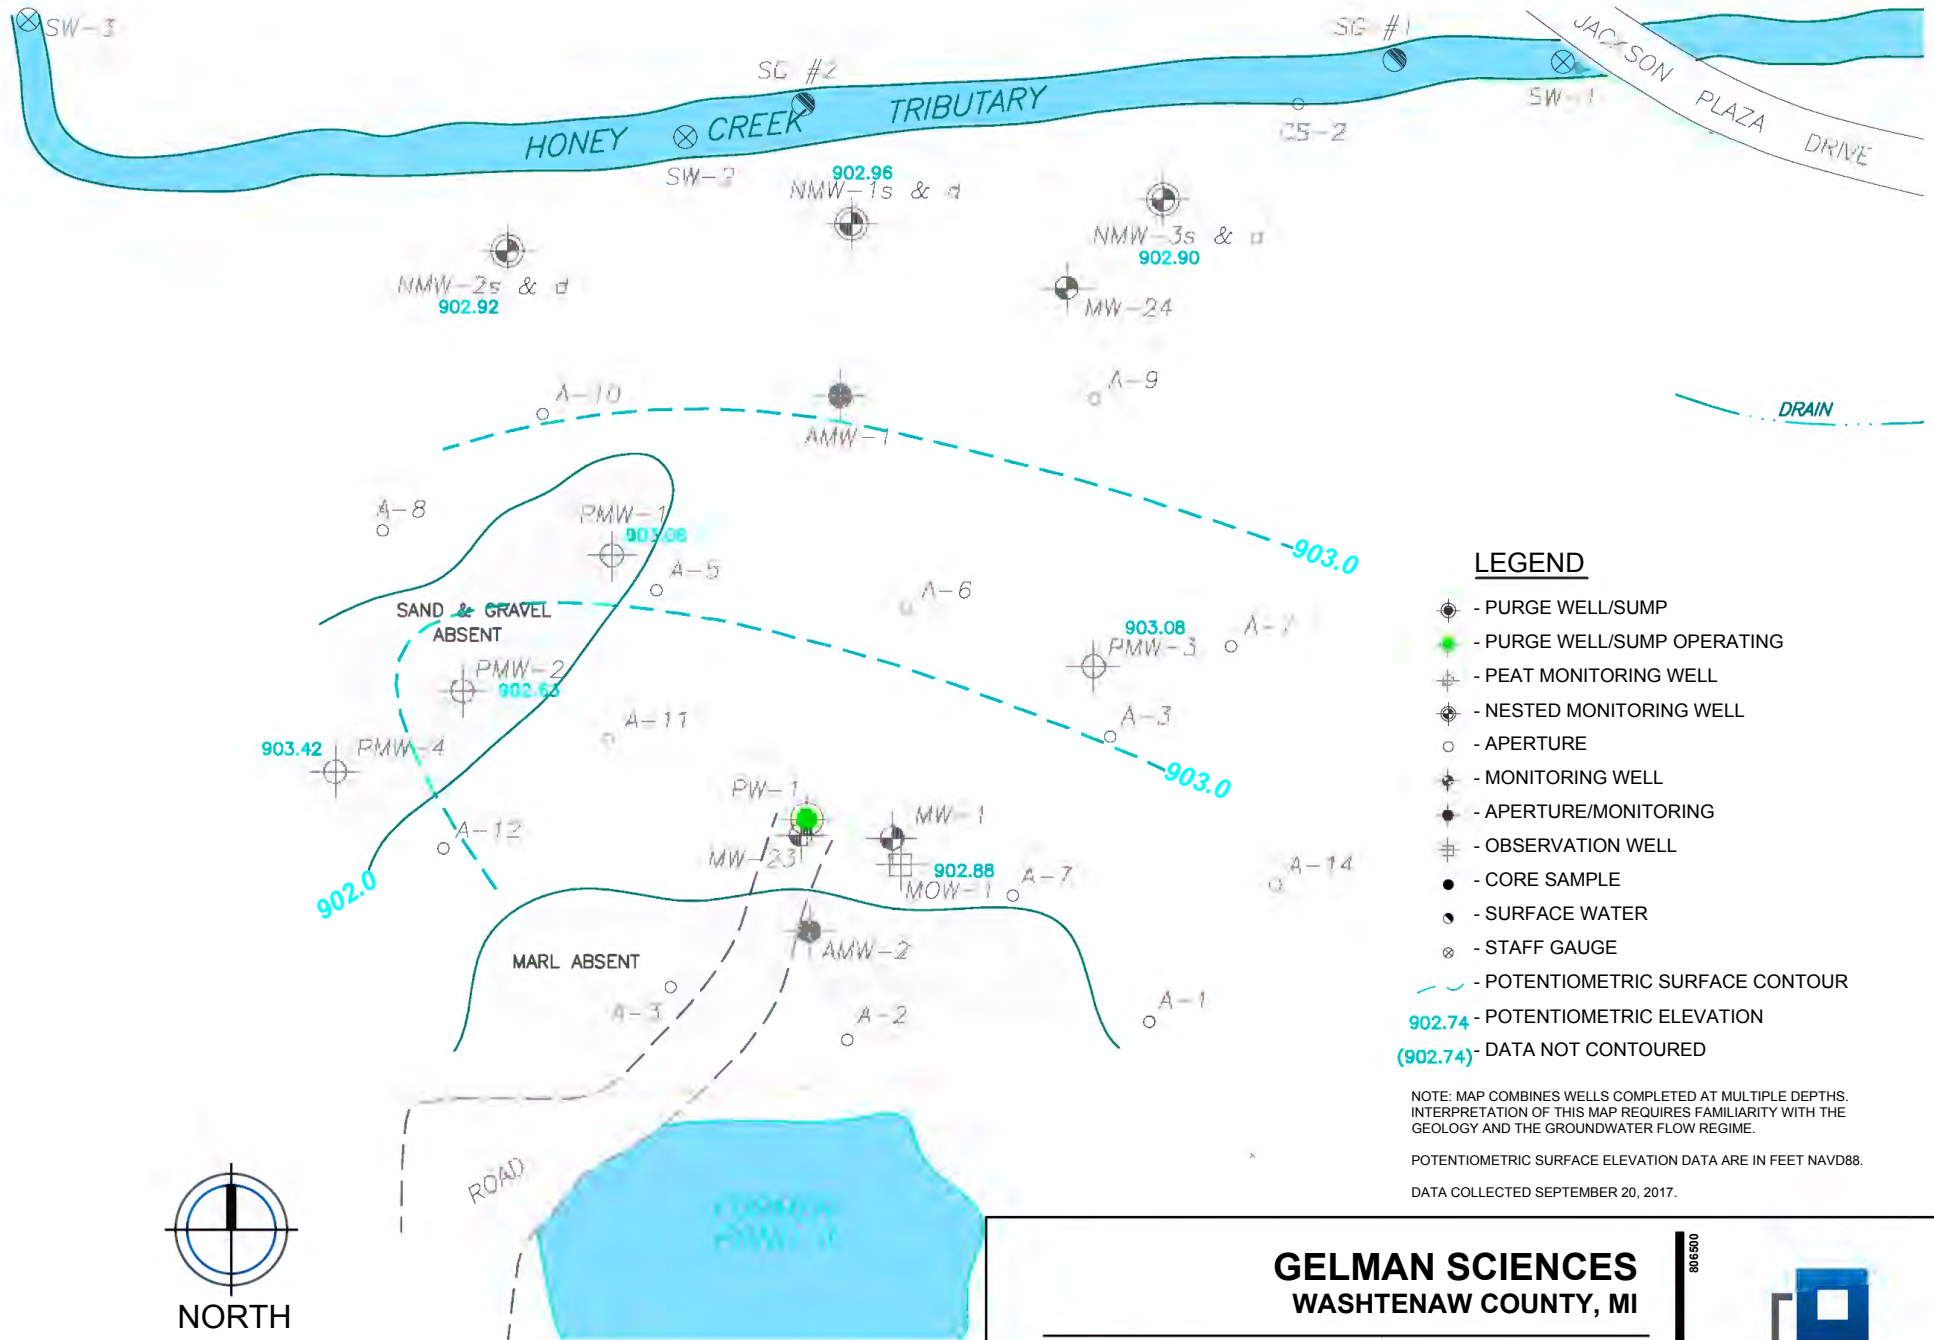 SW-3
SG #1
JACKSON PLAZA DRIVE
SG #2
HONEY CREEK TRIBUTARY
SW-1
CS-2
SW-2
902.96
NMW-1s & d
NMW-3s & d
902.90
NMW-2s & d
902.92
MW-24
A-9
A-10
DRAIN
AMW-1
A-8
PMW-1
903.06
903.0
A-5
A-6
SAND & GRAVEL
ABSENT
903.08
PMW-3
PMW-2
902.63
A-11
A-3
903.42
PMW-4
903.0
PW-1
MW-1
A-12
MW-23
902.88
MOW-1
A-7
A-14
902.0
MARL ABSENT
AMW-2
A-3
A-2
A-1
ROAD
NORTH
LEGEND
- PURGE WELL/SUMP
- PURGE WELL/SUMP OPERATING
- PEAT MONITORING WELL
- NESTED MONITORING WELL
- APERTURE
- MONITORING WELL
- APERTURE/MONITORING
- OBSERVATION WELL
- CORE SAMPLE
- SURFACE WATER
- STAFF GAUGE
- POTENTIOMETRIC SURFACE CONTOUR
902.74 - POTENTIOMETRIC ELEVATION
(902.74) - DATA NOT CONTOURED
NOTE: MAP COMBINES WELLS COMPLETED AT MULTIPLE DEPTHS.
INTERPRETATION OF THIS MAP REQUIRES FAMILIARITY WITH THE
GEOLOGY AND THE GROUNDWATER FLOW REGIME.
POTENTIOMETRIC SURFACE ELEVATION DATA ARE IN FEET NAVD88.
DATA COLLECTED SEPTEMBER 20, 2017.
GELMAN SCIENCES
WASHTENAW COUNTY, MI
806500